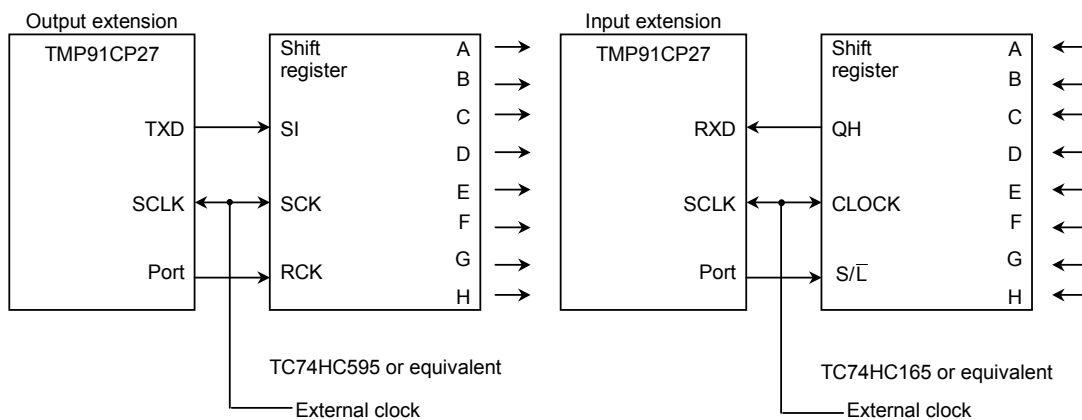 Output extension
TMP91CP27
TXD
SCLK
Port
Shift
register
SI
SCK
RCK
A
B
C
D
E
F
G
H
TC74HC595 or equivalent
External clock
Input extension
TMP91CP27
RXD
SCLK
Port
Shift
register
QH
CLOCK
S/L̅
A
B
C
D
E
F
G
H
TC74HC165 or equivalent
External clock